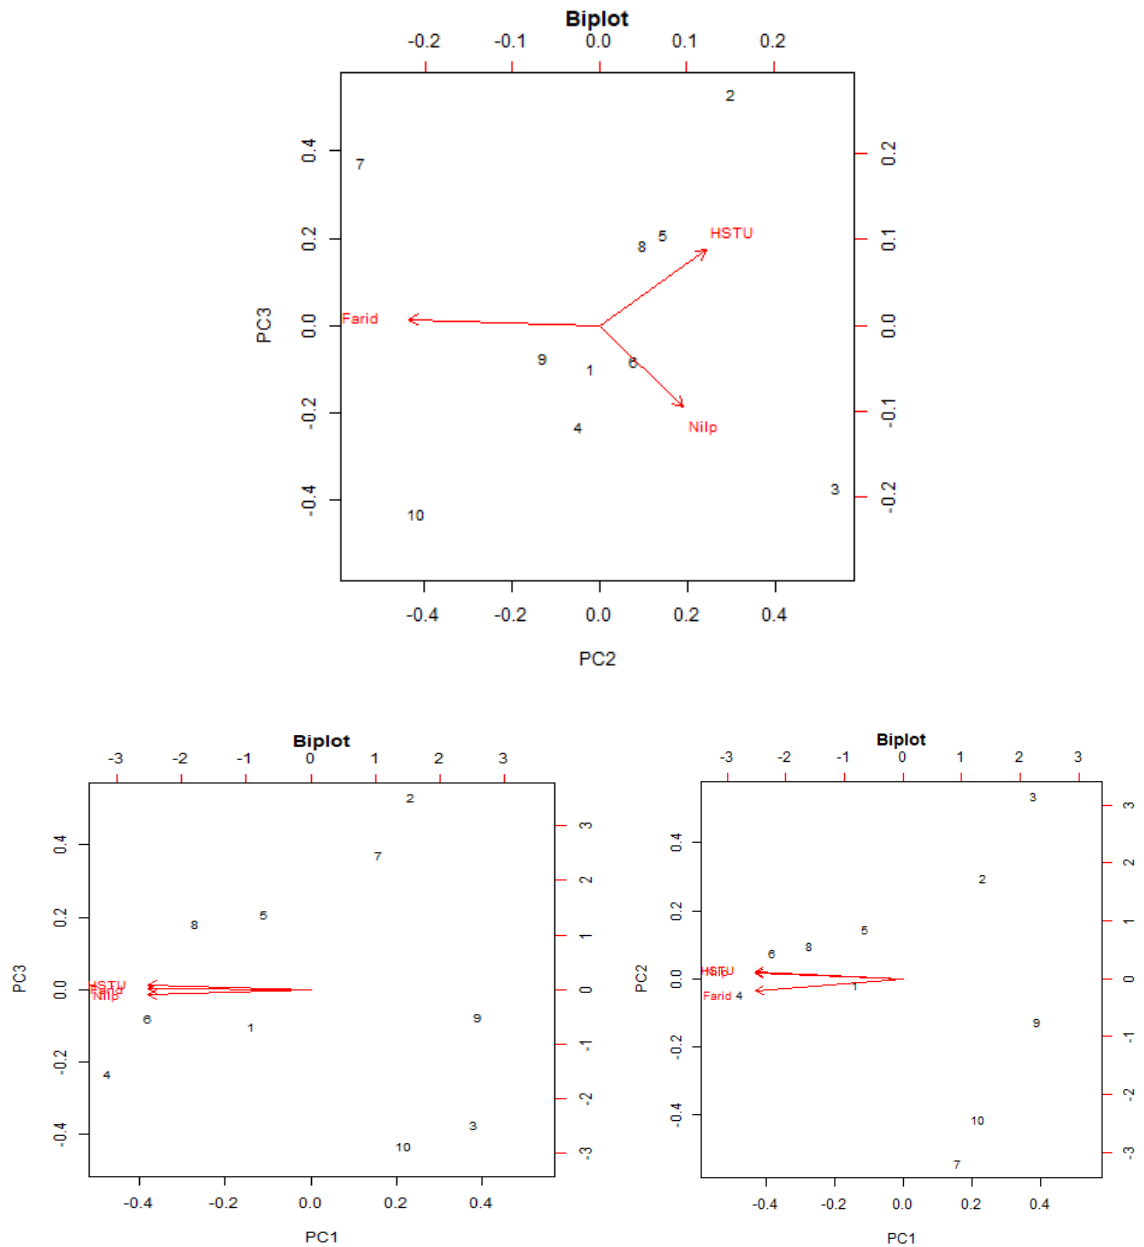 Biplot
-0.2 -0.1 0.0 0.1 0.2
2
0.4 7 0.2
0.2 5 HSTU 0.1
8
PC3 0.0 Farid 0.0
9 1 6
-0.2 4 Nilp -0.1
-0.4 10 3 -0.2
-0.4 -0.2 0.0 0.2 0.4
PC2
Biplot
-3 -2 -1 0 1 2 3
2
0.4 7 3
2
0.2 8 5 1
PC3 0.0 HSTU 0
Farid
Nilp
6 1 9 -1
-0.2 4 -2
-0.4 10 3 -3
-0.4 -0.2 0.0 0.2 0.4
PC1
Biplot
-3 -2 -1 0 1 2 3
3 3
0.4 2 2
0.2 6 8 5 1
PC2 0.0 HSTU Nilp 0
Farid 4 1
-0.2 9 -1
-0.4 10 -2
7 -3
-0.4 -0.2 0.0 0.2 0.4
PC1